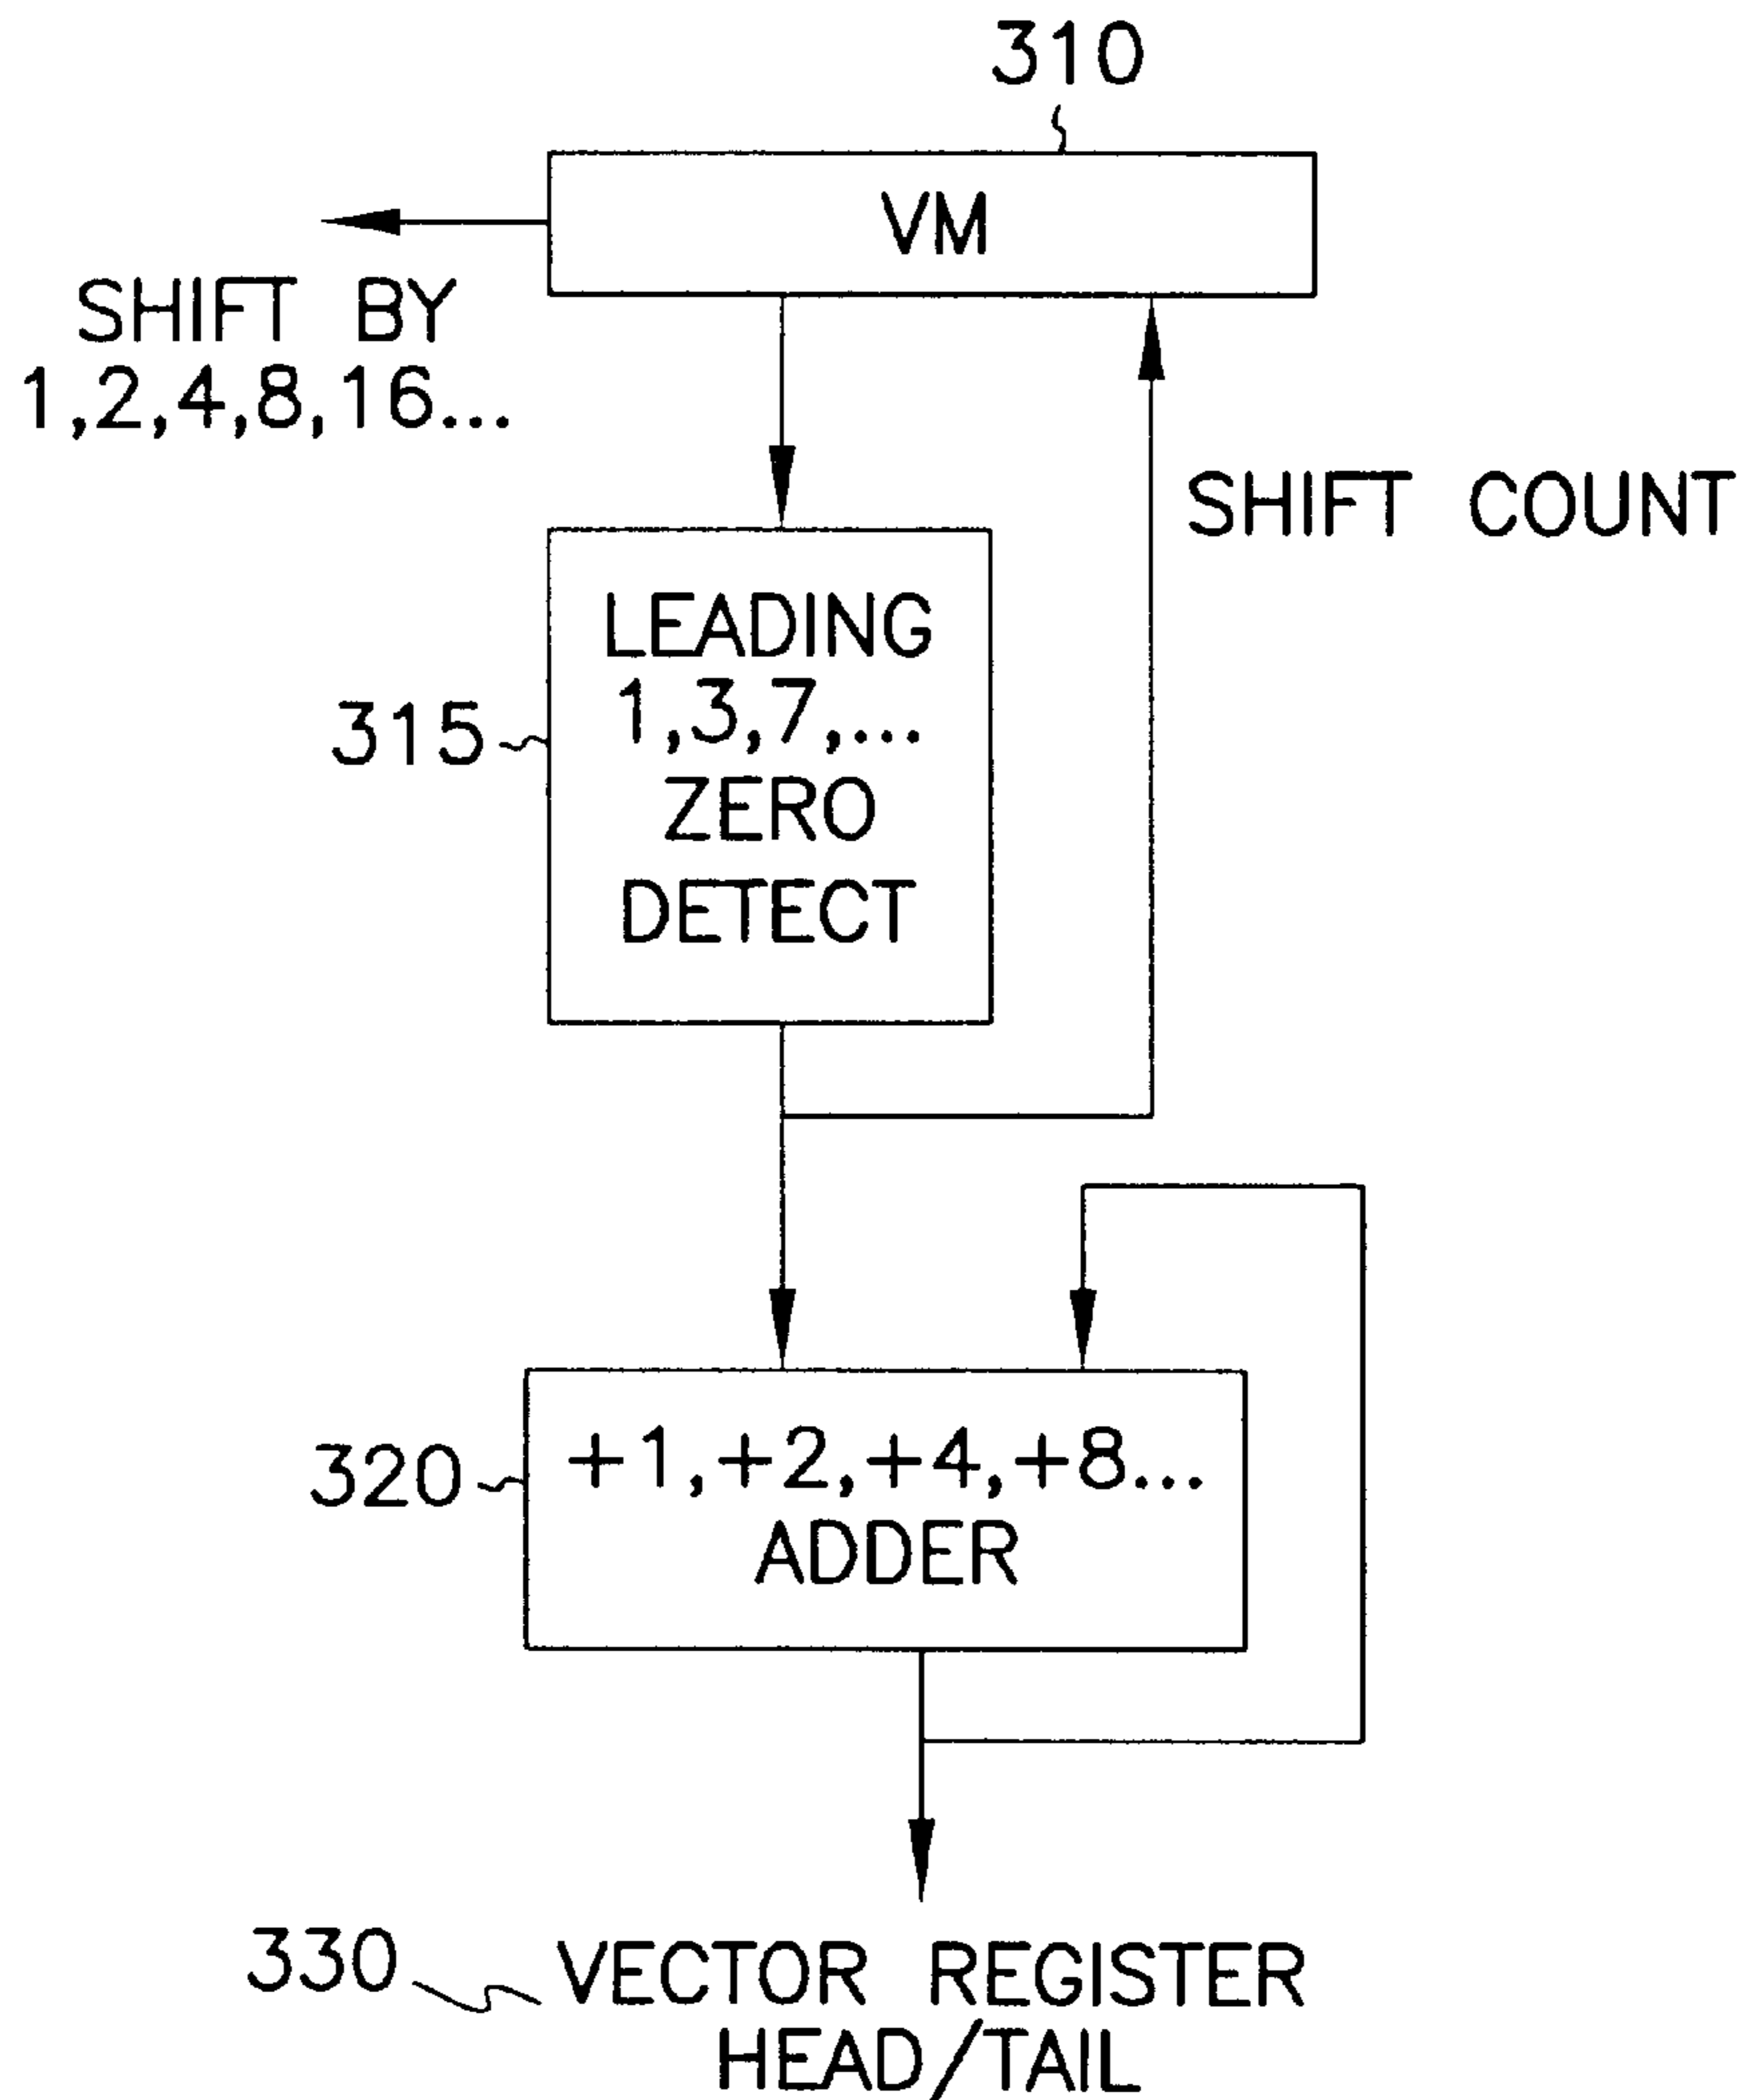 310
VM
SHIFT BY
1,2,4,8,16...
SHIFT COUNT
LEADING
1,3,7,...
ZERO
DETECT
315
+1,+2,+4,+8...
ADDER
320
330
VECTOR REGISTER
HEAD/TAIL